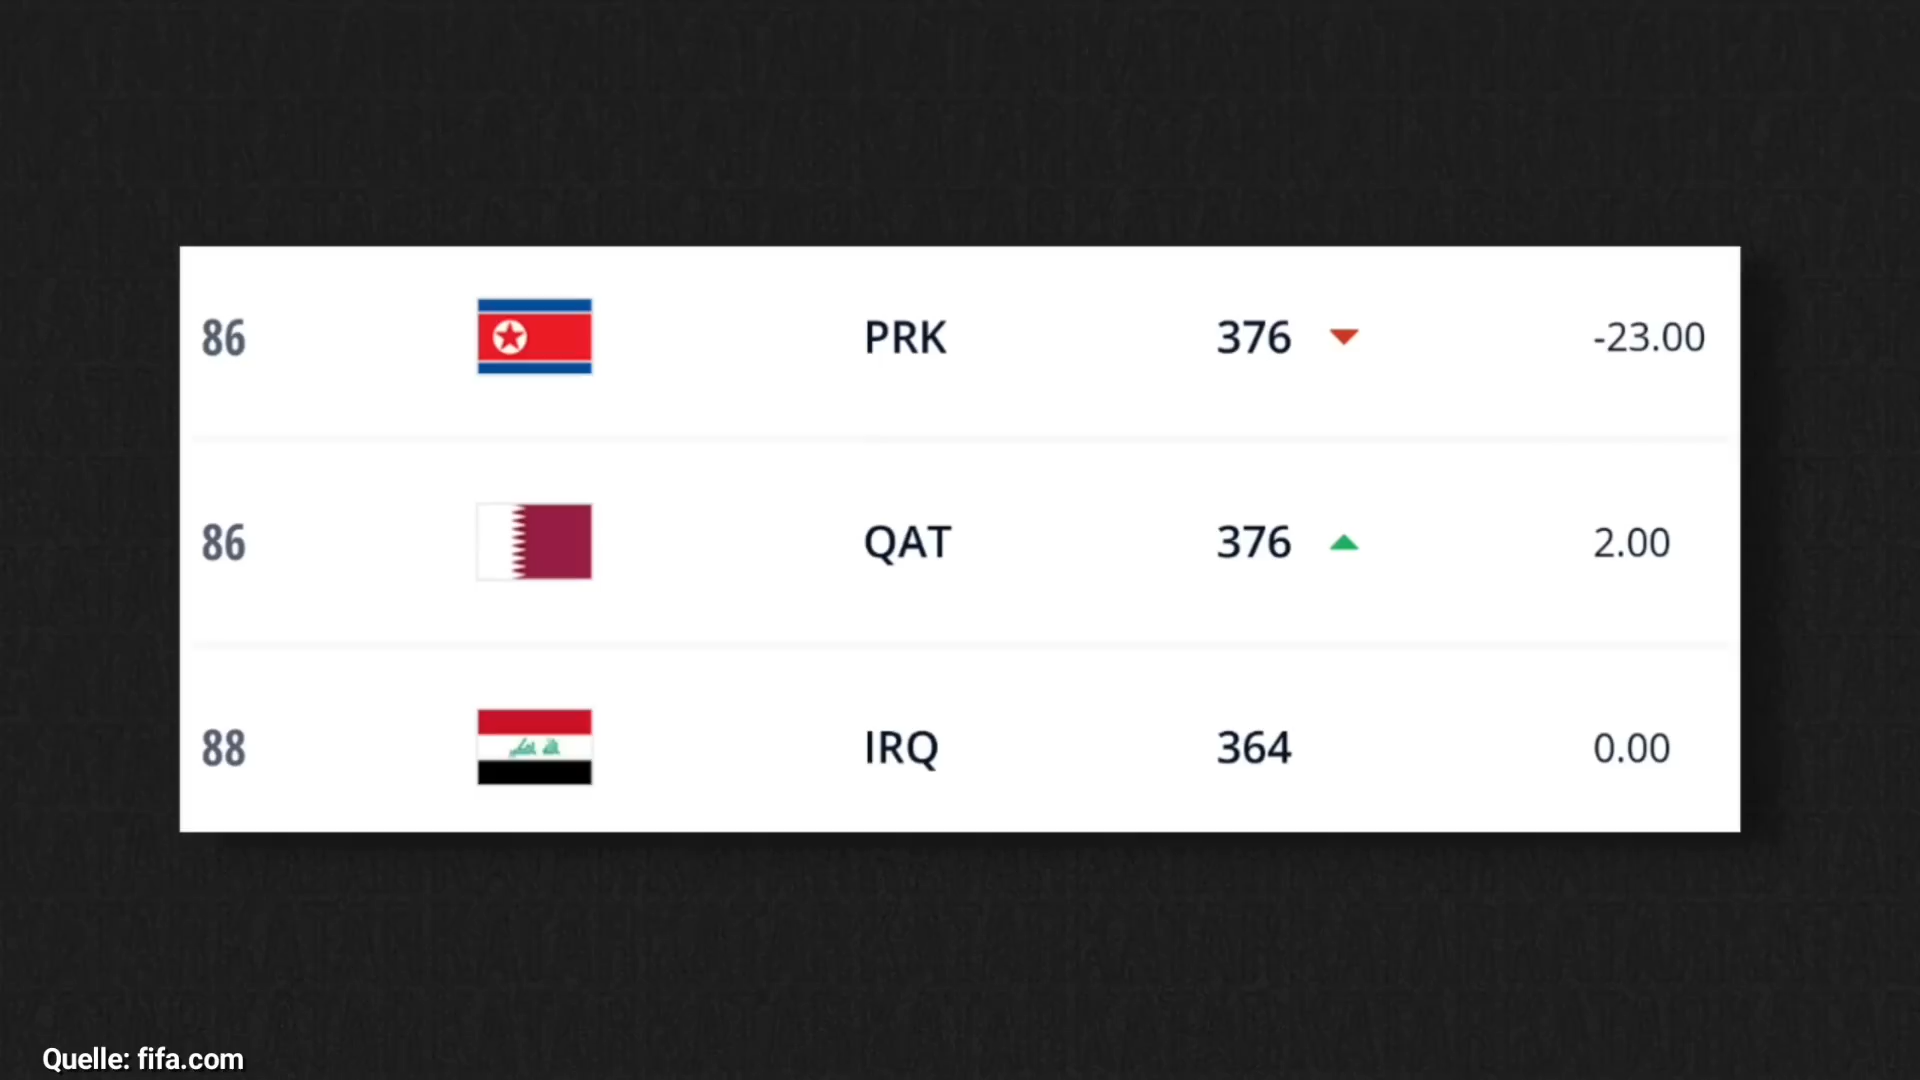 86 PRK 376 -23.00
86 QAT 376 2.00
88 IRQ 364 0.00
Quelle: fifa.com